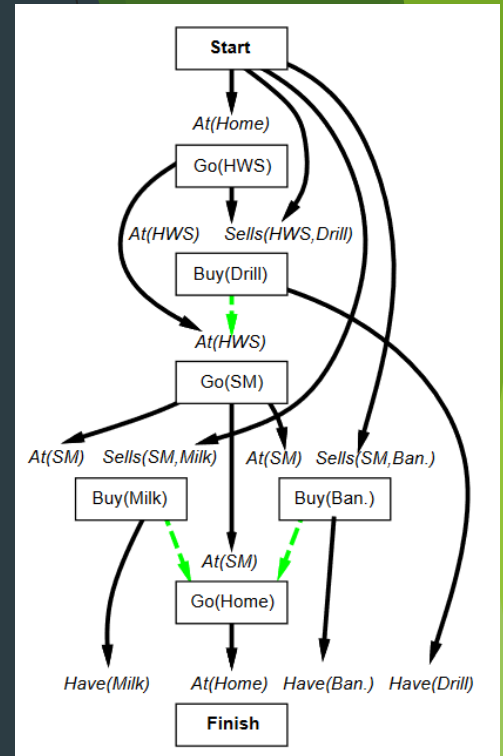 Start
At(Home)
Go(HWS)
At(HWS) Sells(HWS,Drill)
Buy(Drill)
At(HWS)
Go(SM)
At(SM) Sells(SM,Milk) At(SM) Sells(SM,Ban.)
Buy(Milk) Buy(Ban.)
At(SM)
Go(Home)
Have(Milk) At(Home) Have(Ban.) Have(Drill)
Finish